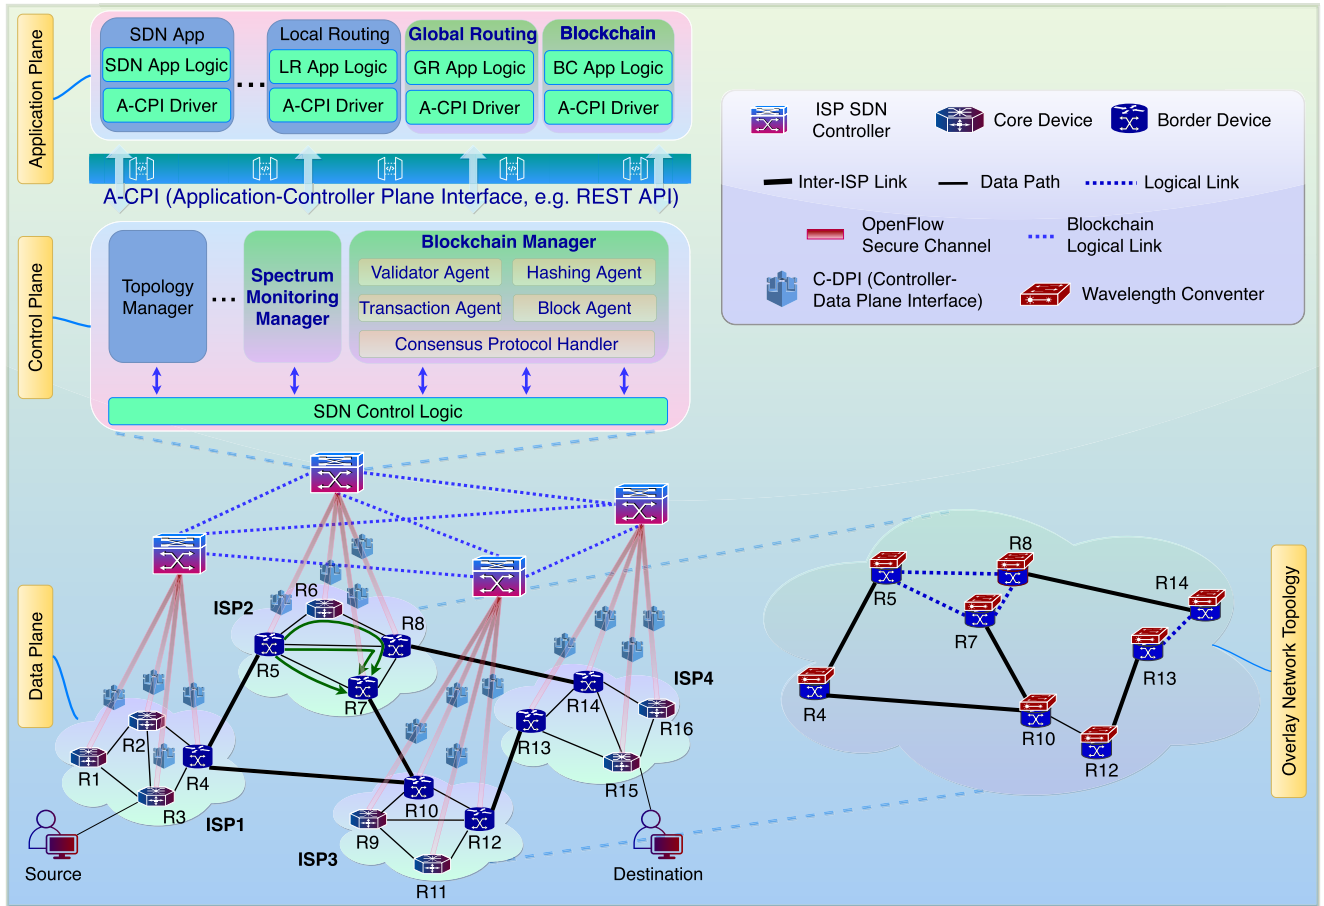 Application Plane
SDN App
SDN App Logic
A-CPI Driver
...
Local Routing
LR App Logic
A-CPI Driver
Global Routing
GR App Logic
A-CPI Driver
Blockchain
BC App Logic
A-CPI Driver
A-CPI (Application-Controller Plane Interface, e.g. REST API)
Control Plane
Topology
Manager
...
Spectrum
Monitoring
Manager
Blockchain Manager
Validator Agent
Hashing Agent
Transaction Agent
Block Agent
Consensus Protocol Handler
SDN Control Logic
ISP SDN
Controller
Core Device
Border Device
Inter-ISP Link
Data Path
Logical Link
OpenFlow
Secure Channel
Blockchain
Logical Link
C-DPI (Controller-
Data Plane Interface)
Wavelength Conventer
Data Plane
ISP2
R6
R8
R5
R7
R2
R1
R4
R3
ISP1
Source
R10
R9
R12
R11
ISP3
ISP4
R14
R13
R16
R15
Destination
R5
R8
R7
R14
R13
R4
R10
R12
Overlay Network Topology